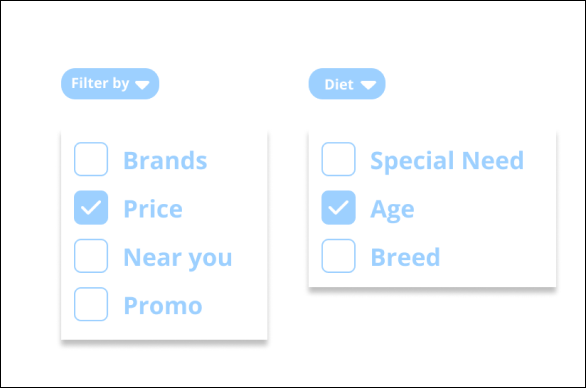 Filter by
Brands
Price
Near you
Promo
Diet
Special Need
Age
Breed